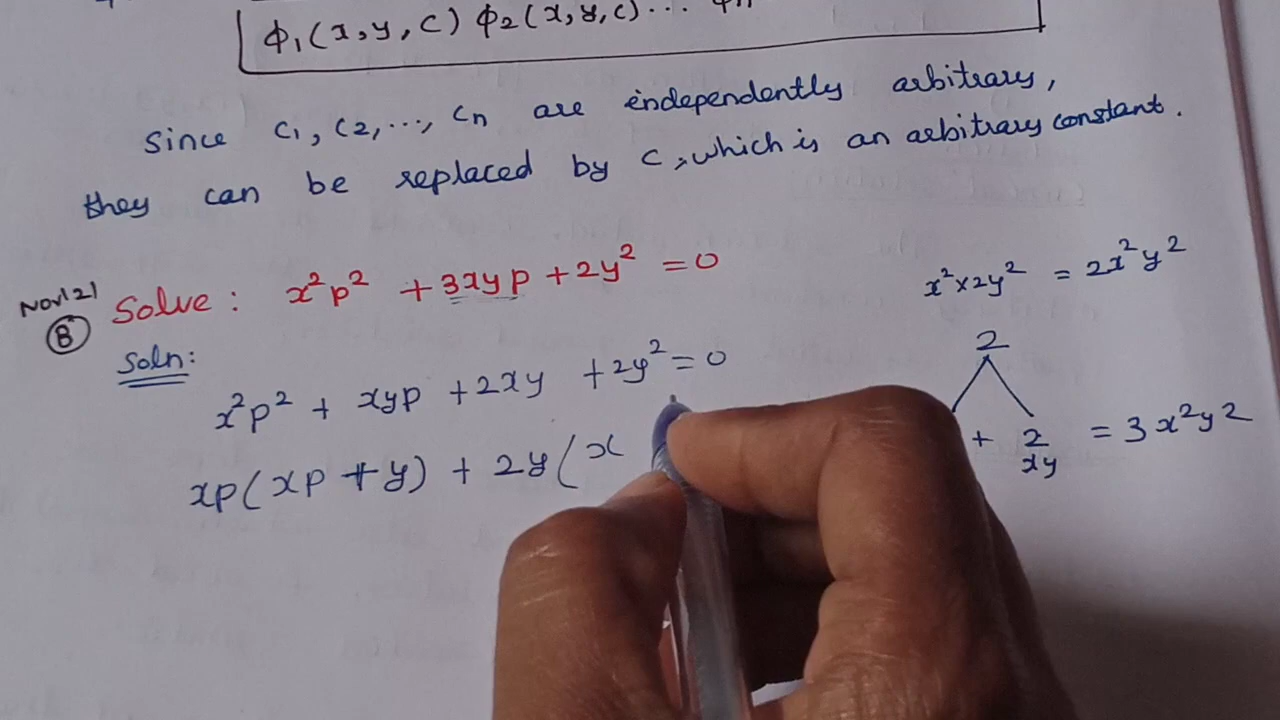 ϕ₁(x,y,c) ϕ₂(x,y,c)...
Since c₁, c₂, ..., cₙ are independently arbitrary,
they can be replaced by c, which is an arbitrary constant.
Nov/21
Solve: x²p² + 3xyp + 2y² = 0
x² × 2y² = 2x²y²
B
Soln:
2
x²p² + xyp + 2xy + 2y² = 0
+ 2 = 3x²y²
xy
xp(xp + y) + 2y(x